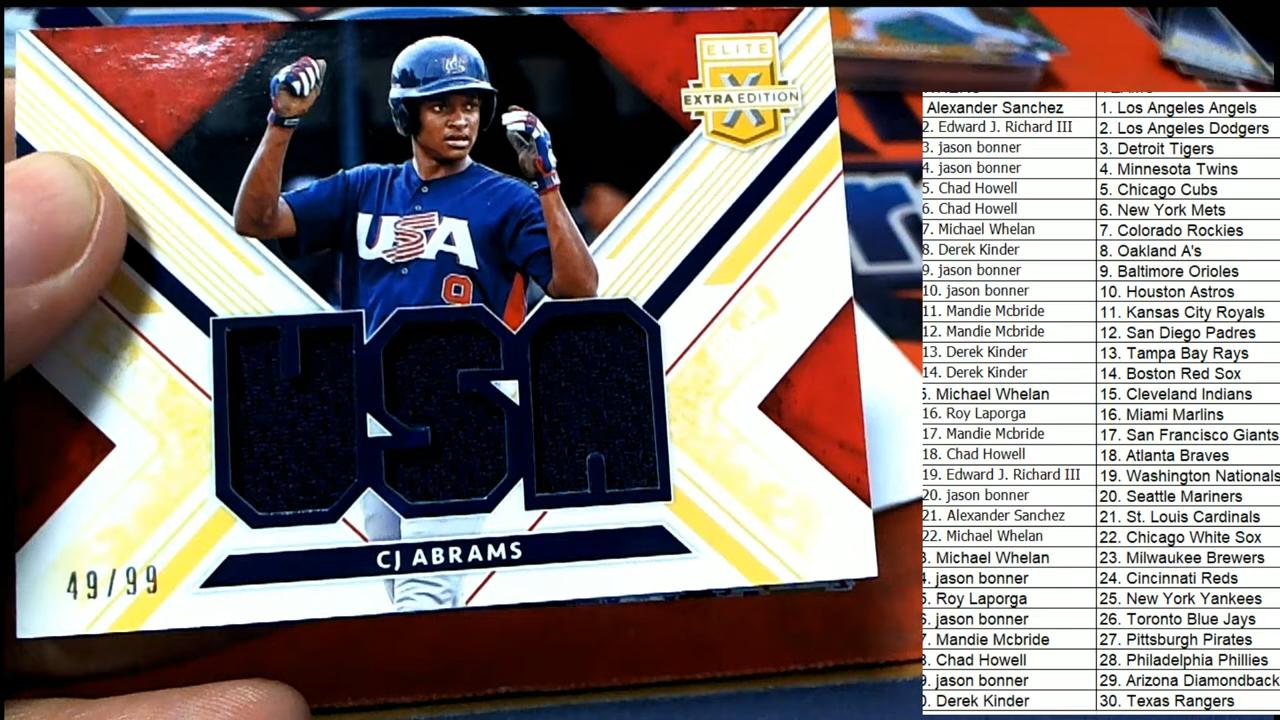 ELITE
X
EXTRA EDITION
USA
9
USA
CJ ABRAMS
49/99
Alexander Sanchez 1. Los Angeles Angels
2. Edward J. Richard III 2. Los Angeles Dodgers
3. jason bonner 3. Detroit Tigers
4. jason bonner 4. Minnesota Twins
5. Chad Howell 5. Chicago Cubs
6. Chad Howell 6. New York Mets
7. Michael Whelan 7. Colorado Rockies
8. Derek Kinder 8. Oakland A's
9. jason bonner 9. Baltimore Orioles
10. jason bonner 10. Houston Astros
11. Mandie Mcbride 11. Kansas City Royals
12. Mandie Mcbride 12. San Diego Padres
13. Derek Kinder 13. Tampa Bay Rays
14. Derek Kinder 14. Boston Red Sox
5. Michael Whelan 15. Cleveland Indians
16. Roy Laporga 16. Miami Marlins
17. Mandie Mcbride 17. San Francisco Giants
18. Chad Howell 18. Atlanta Braves
19. Edward J. Richard III 19. Washington Nationals
20. jason bonner 20. Seattle Mariners
21. Alexander Sanchez 21. St. Louis Cardinals
22. Michael Whelan 22. Chicago White Sox
3. Michael Whelan 23. Milwaukee Brewers
4. jason bonner 24. Cincinnati Reds
5. Roy Laporga 25. New York Yankees
6. jason bonner 26. Toronto Blue Jays
7. Mandie Mcbride 27. Pittsburgh Pirates
8. Chad Howell 28. Philadelphia Phillies
9. jason bonner 29. Arizona Diamondback
0. Derek Kinder 30. Texas Rangers